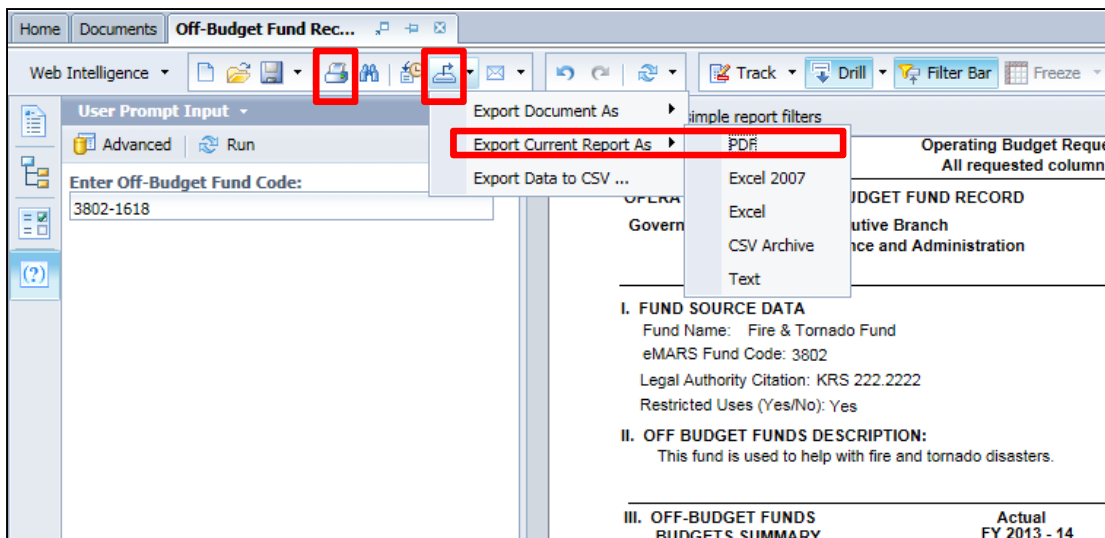 Home Documents Off-Budget Fund Rec...
Web Intelligence Track Drill Filter Bar Freeze
User Prompt Input
Export Document As
simple report filters
Advanced Run
Export Current Report As
PDF
Operating Budget Reque
All requested column
Enter Off-Budget Fund Code:
Export Data to CSV ...
Excel 2007
3802-1618
OPERA
UDGET FUND RECORD
Excel
Govern
utive Branch
CSV Archive
nce and Administration
(?)
Text
I. FUND SOURCE DATA
Fund Name: Fire & Tornado Fund
eMARS Fund Code: 3802
Legal Authority Citation: KRS 222.2222
Restricted Uses (Yes/No): Yes
II. OFF BUDGET FUNDS DESCRIPTION:
This fund is used to help with fire and tornado disasters.
III. OFF-BUDGET FUNDS Actual
BUDGETS SUMMARY FY 2013 - 14